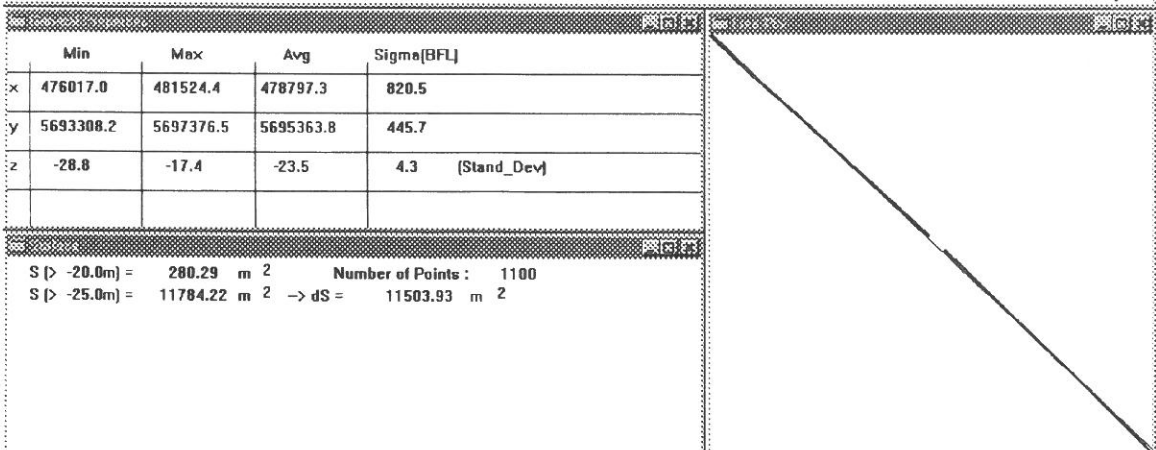 Min Max Avg Sigma(BFL)
x 476017.0 481524.4 478797.3 820.5
y 5693308.2 5697376.5 5695363.8 445.7
z -28.8 -17.4 -23.5 4.3 (Stand_Dev)
S (> -20.0m) = 280.29 m 2 Number of Points : 1100
S (> -25.0m) = 11784.22 m 2 -> dS = 11503.93 m 2